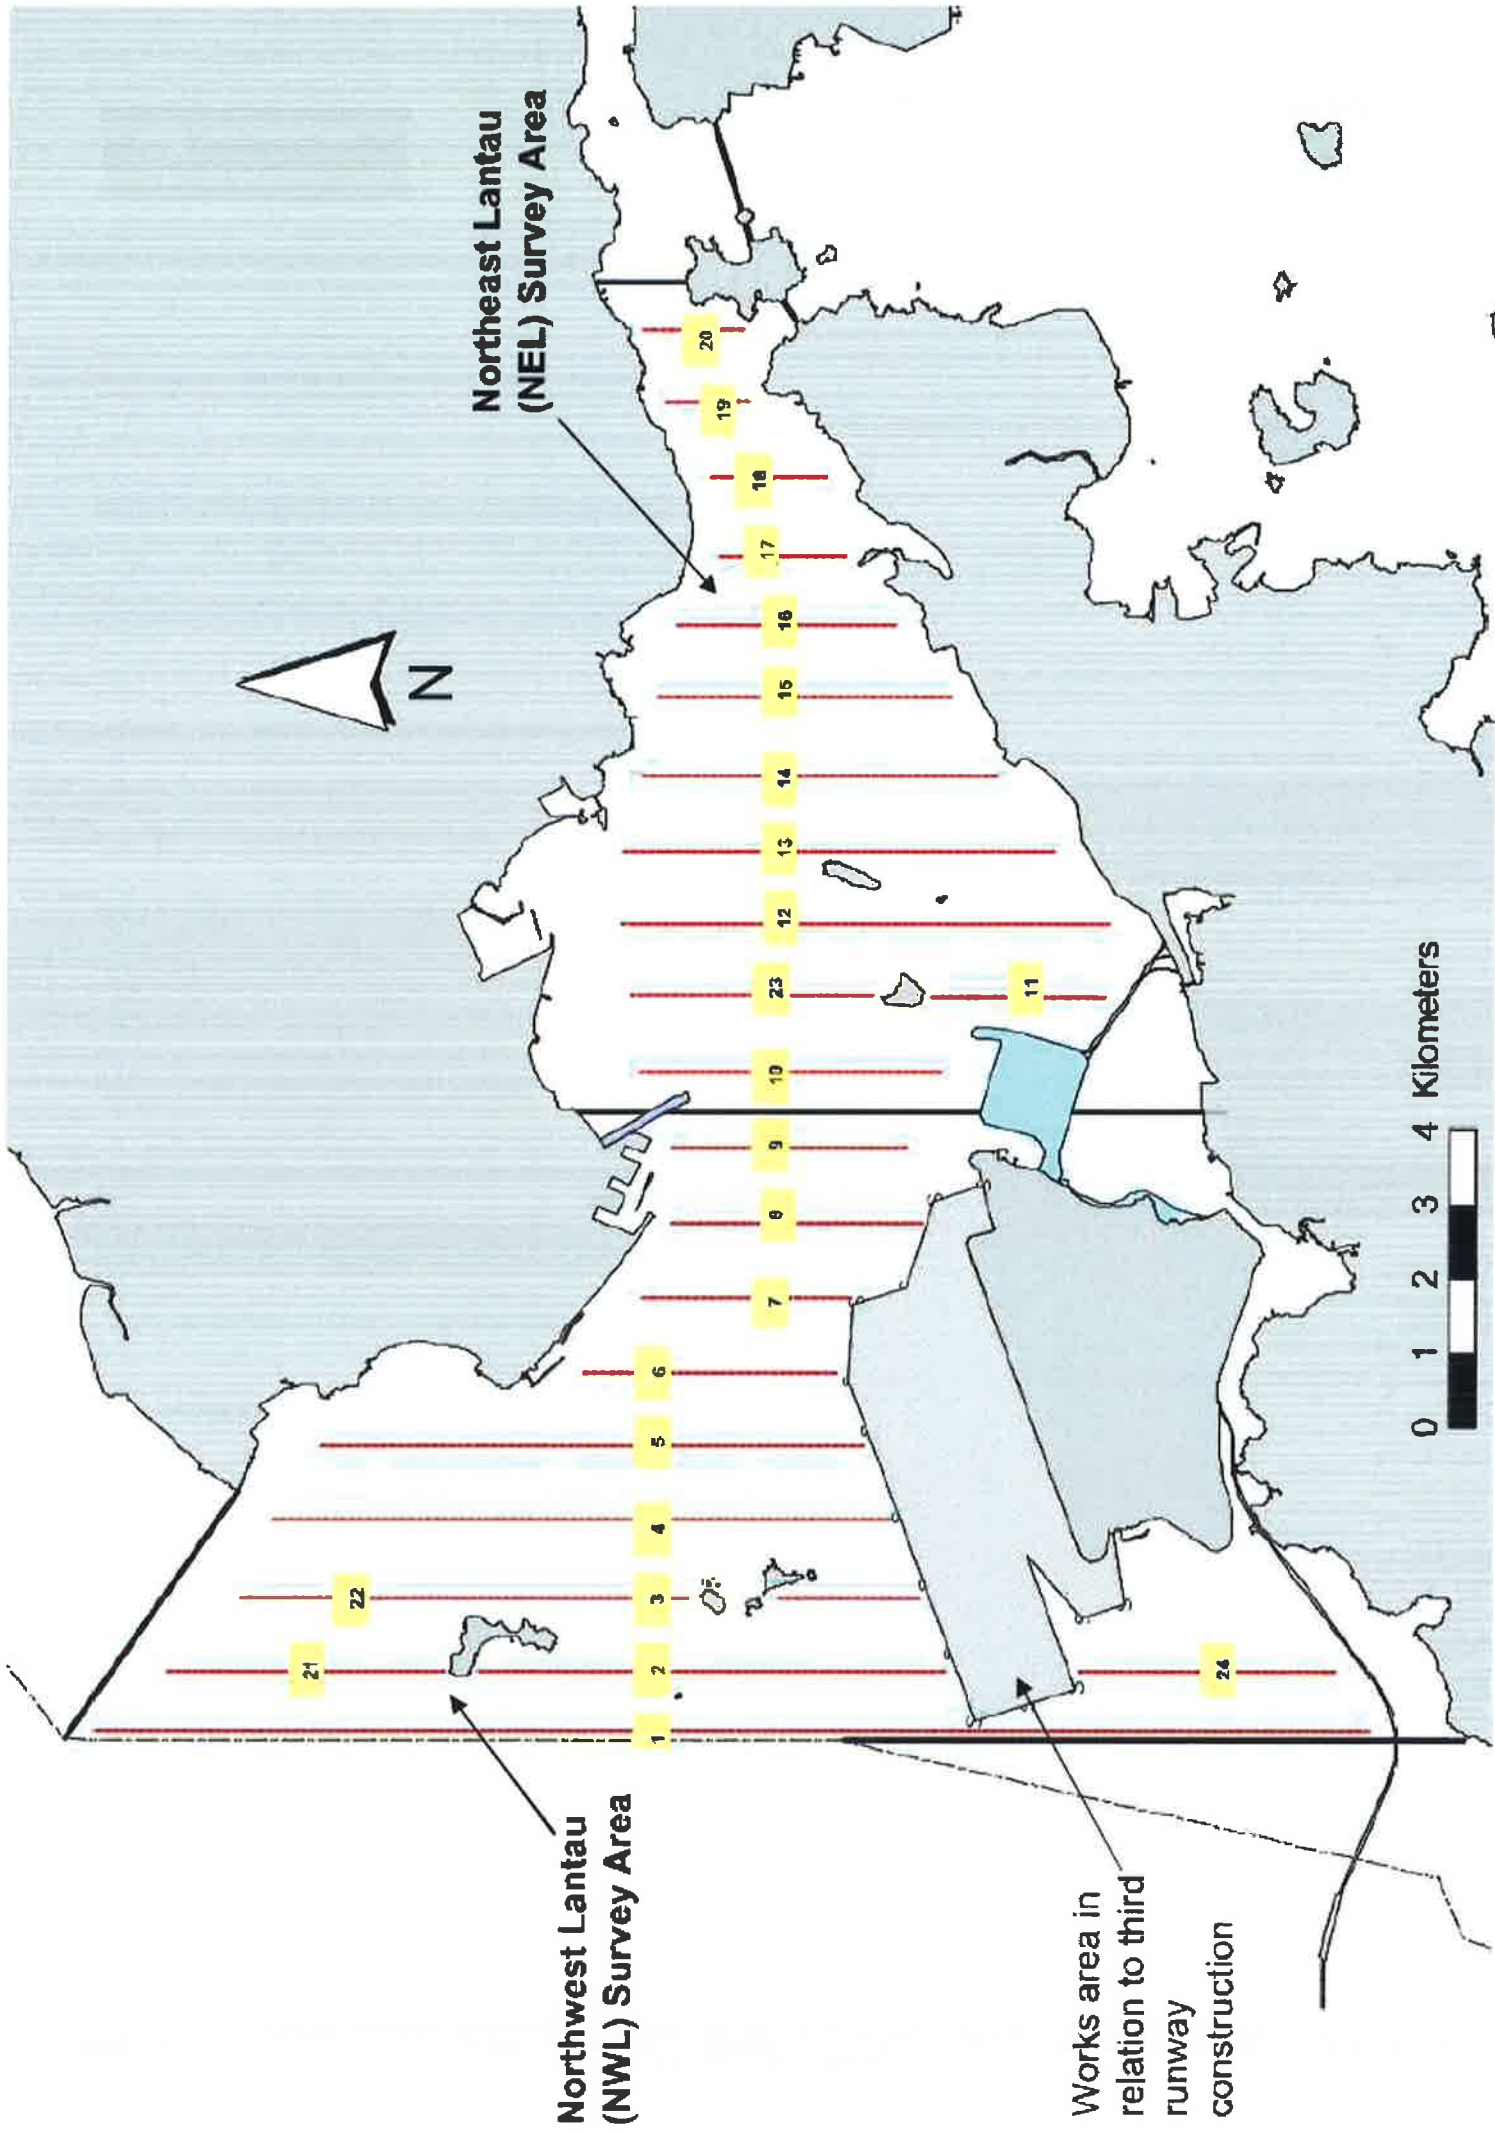 21
22
N
Northeast Lantau
(NEL) Survey Area
Northwest Lantau
(NWL) Survey Area
1
2
3
4
5
6
7
8
9
10
23
12
13
14
15
16
17
18
19
20
11
24
Works area in
relation to third
runway
construction
0 1 2 3 4 Kilometers